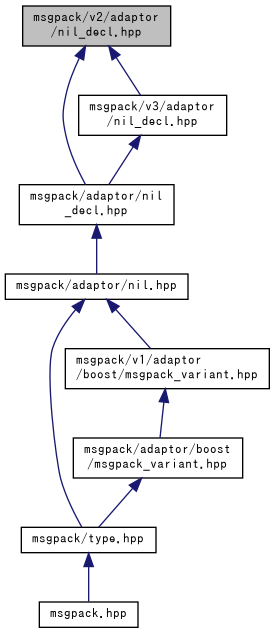 msgpack/v2/adaptor
/nil_decl.hpp
msgpack/v3/adaptor
/nil_decl.hpp
msgpack/adaptor/nil
_decl.hpp
msgpack/adaptor/nil.hpp
msgpack/v1/adaptor
/boost/msgpack_variant.hpp
msgpack/adaptor/boost
/msgpack_variant.hpp
msgpack/type.hpp
msgpack.hpp